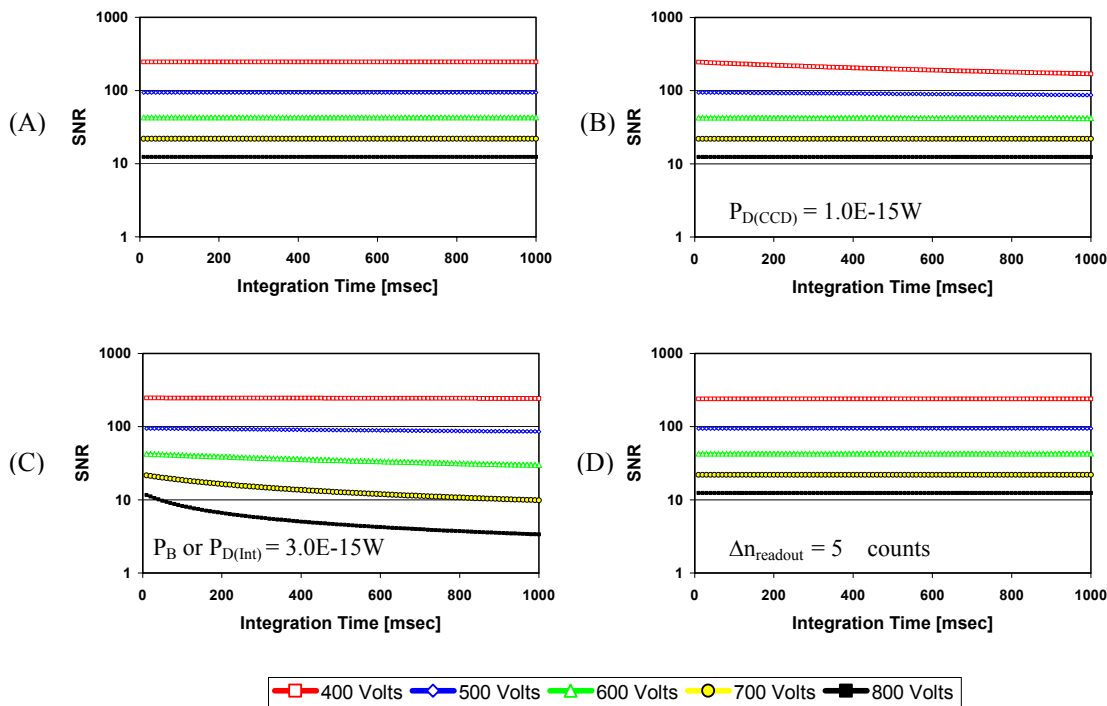 (A)
SNR
1000
100
10
1
0 200 400 600 800 1000
Integration Time [msec]
(B)
SNR
1000
100
10
1
P_D(CCD) = 1.0E-15W
0 200 400 600 800 1000
Integration Time [msec]
(C)
SNR
1000
100
10
1
P_B or P_D(Int) = 3.0E-15W
0 200 400 600 800 1000
Integration Time [msec]
(D)
SNR
1000
100
10
1
Δn_readout = 5 counts
0 200 400 600 800 1000
Integration Time [msec]
400 Volts 500 Volts 600 Volts 700 Volts 800 Volts